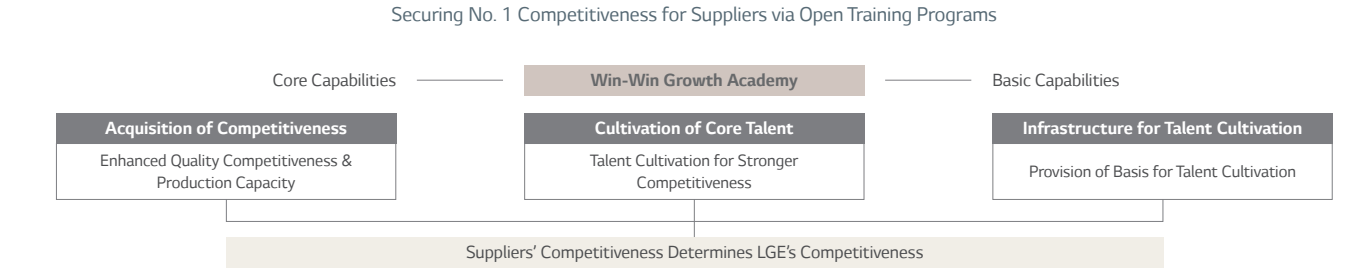 Securing No. 1 Competitiveness for Suppliers via Open Training Programs
Core Capabilities
Win-Win Growth Academy
Basic Capabilities
Acquisition of Competitiveness
Enhanced Quality Competitiveness &
Production Capacity
Cultivation of Core Talent
Talent Cultivation for Stronger
Competitiveness
Infrastructure for Talent Cultivation
Provision of Basis for Talent Cultivation
Suppliers’ Competitiveness Determines LGE’s Competitiveness